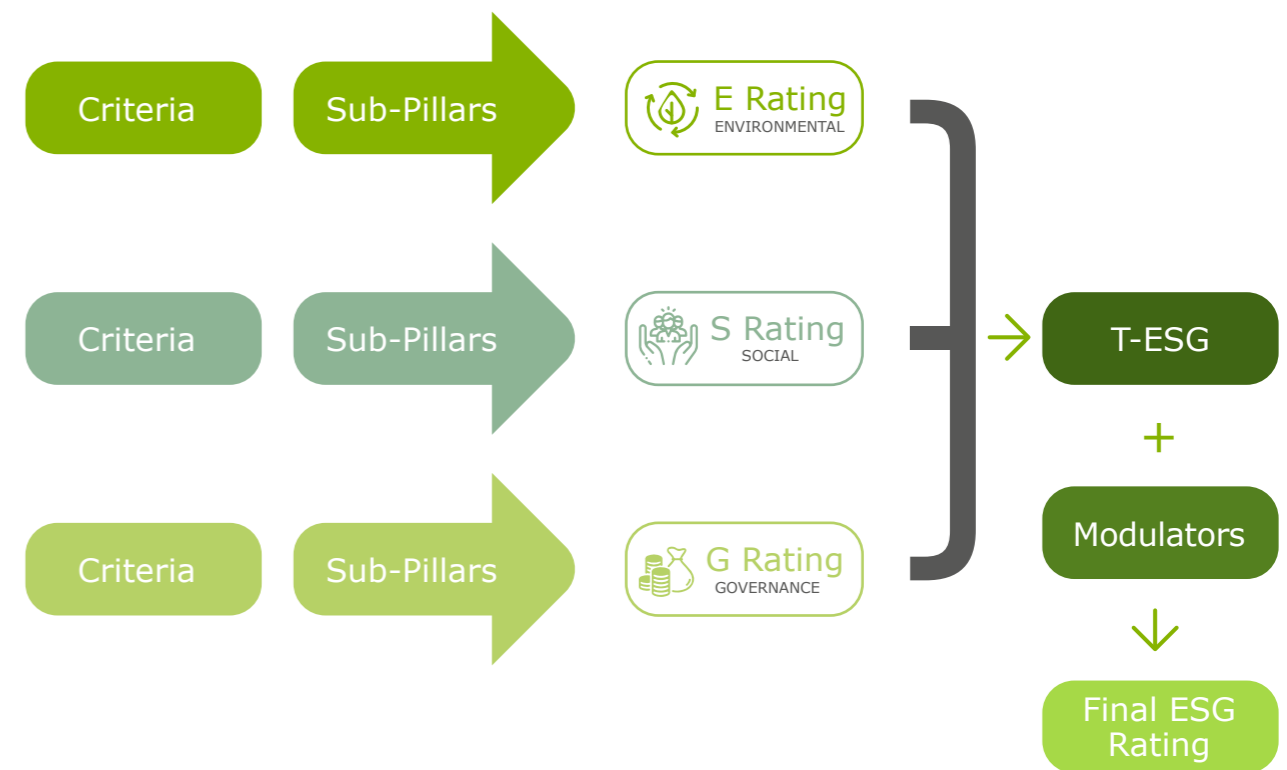 Criteria
Sub-Pillars
E Rating
ENVIRONMENTAL
Criteria
Sub-Pillars
S Rating
SOCIAL
T-ESG
+
Modulators
Criteria
Sub-Pillars
G Rating
GOVERNANCE
Final ESG
Rating